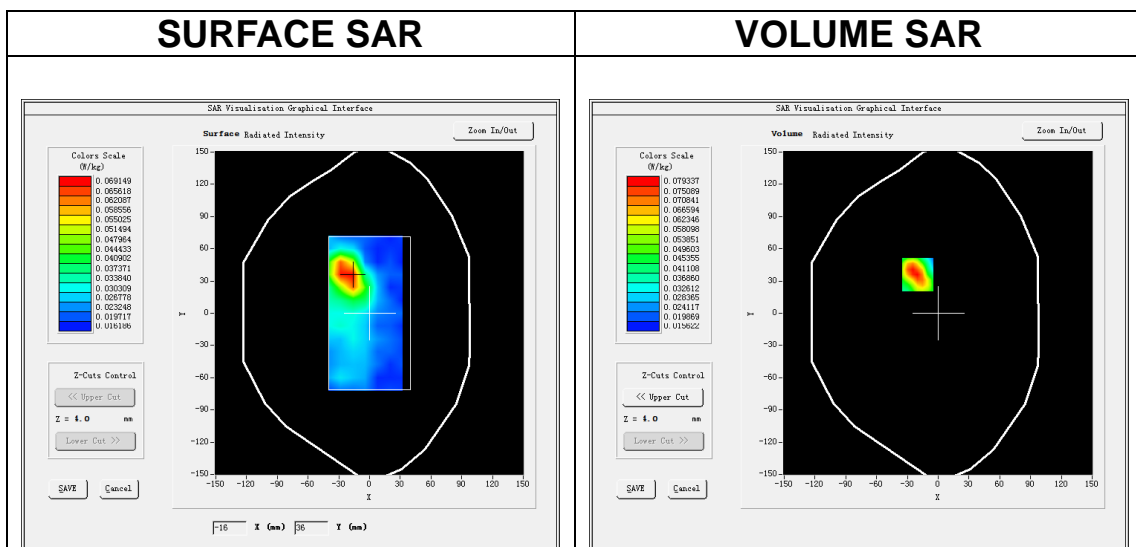 SURFACE SAR
VOLUME SAR
SAR Visualisation Graphical Interface
Surface Radiated Intensity
Zoom In/Out
Colors Scale
(W/kg)
0.069149
0.065618
0.062087
0.058556
0.055025
0.051494
0.047964
0.044433
0.040902
0.037371
0.033840
0.030309
0.026778
0.023248
0.019717
0.016186
Z-Cuts Control
<< Upper Cut
Z = 4.0 mm
Lower Cut >>
SAVE Cancel
150
120
90
60
30
0
-30
-60
-90
-120
-150
Y
-150 -120 -90 -60 -30 0 30 60 90 120 150
X
-16 X (mm) 36 Y (mm)
SAR Visualisation Graphical Interface
Volume Radiated Intensity
Zoom In/Out
Colors Scale
(W/kg)
0.079337
0.075089
0.070841
0.066594
0.062346
0.058098
0.053851
0.049603
0.045355
0.041108
0.036860
0.032612
0.028365
0.024117
0.019869
0.015622
Z-Cuts Control
<< Upper Cut
Z = 4.0 mm
Lower Cut >>
SAVE Cancel
150
120
90
60
30
0
-30
-60
-90
-120
-150
Y
-150 -120 -90 -60 -30 0 30 60 90 120 150
X